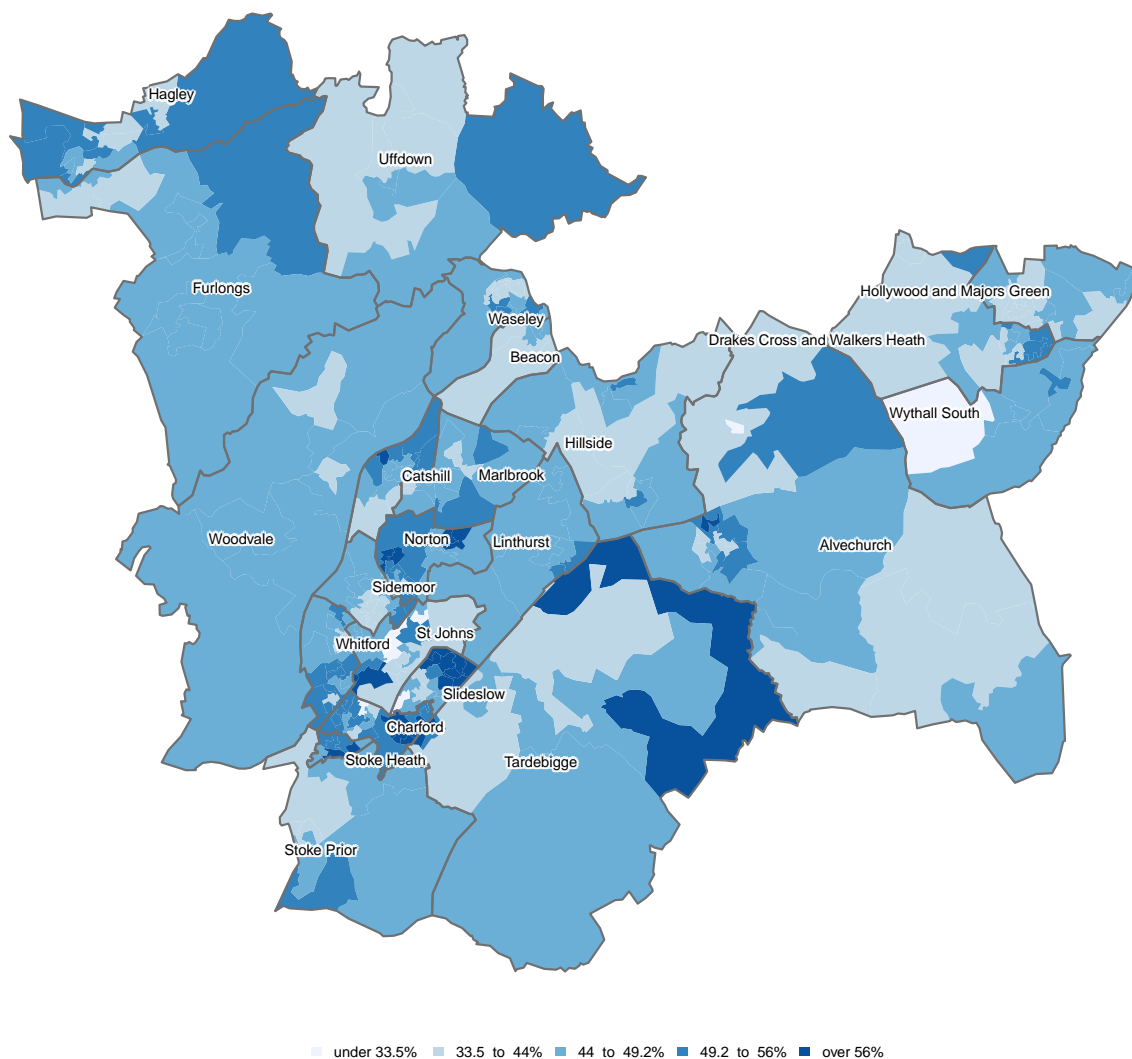 Hagley
Uffdown
Furlongs
Hollywood and Majors Green
Waseley
Drakes Cross and Walkers Heath
Beacon
Wythall South
Hillside
Catshill
Marlbrook
Woodvale
Norton
Linthurst
Alvechurch
Sidemoor
St Johns
Whitford
Slideslow
Charford
Stoke Heath
Tardebigge
Stoke Prior
under 33.5% 33.5 to 44% 44 to 49.2% 49.2 to 56% over 56%